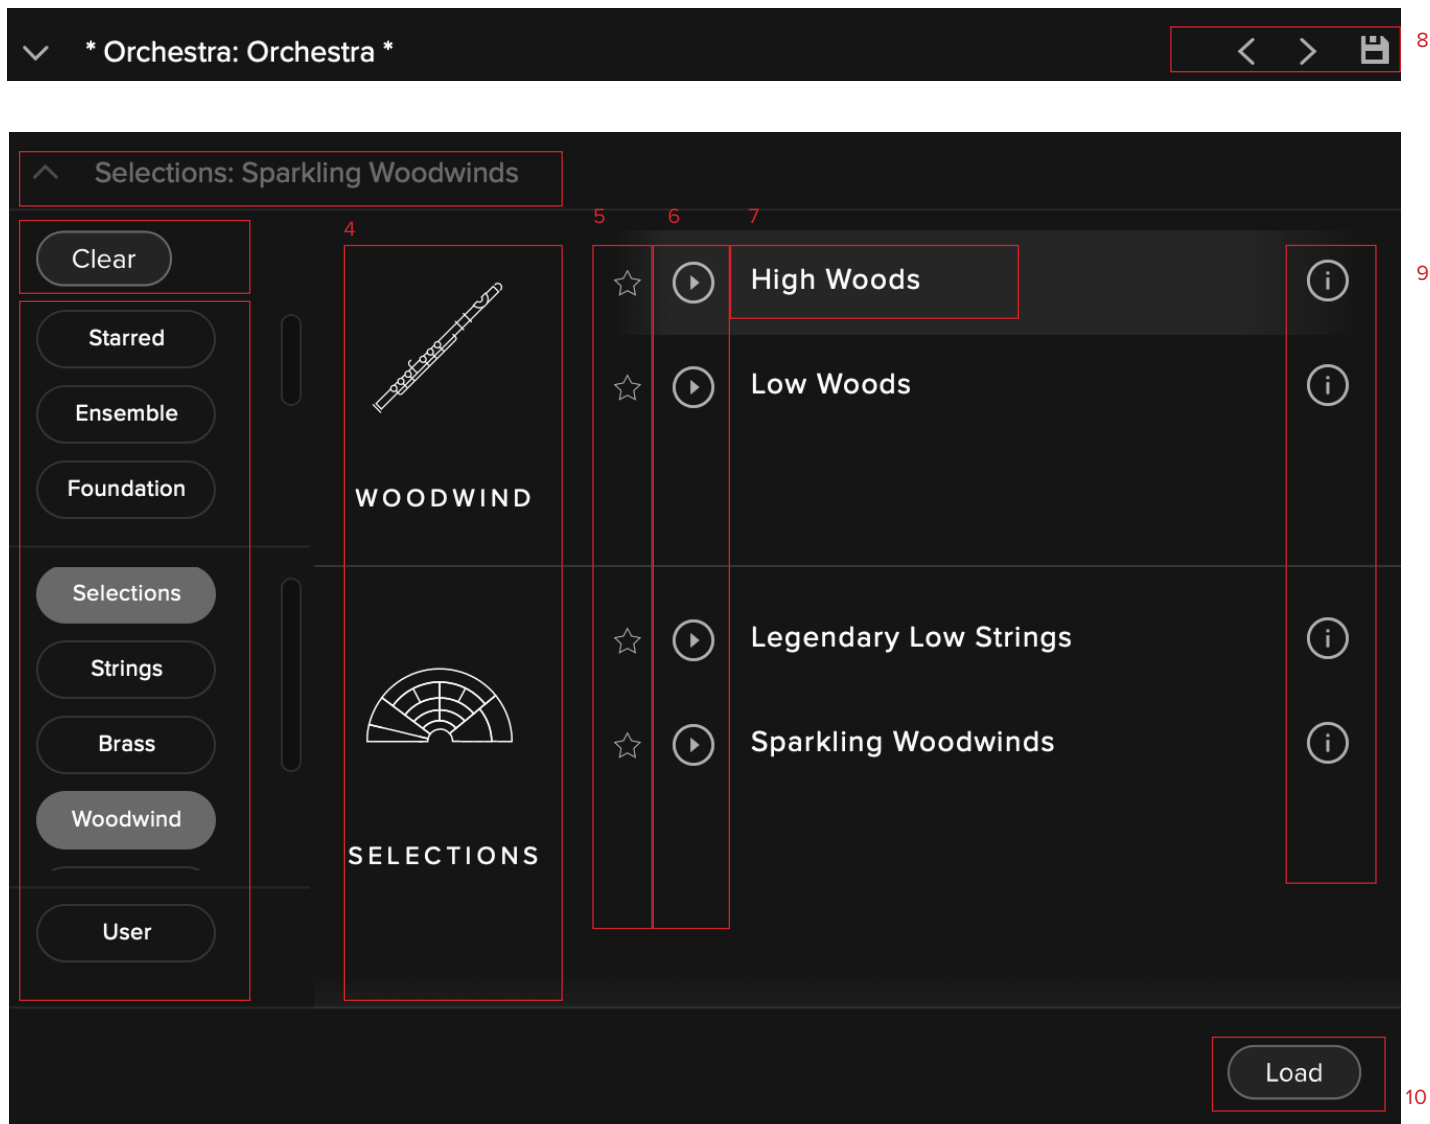 * Orchestra: Orchestra *
8
Selections: Sparkling Woodwinds
Clear
Starred
Ensemble
Foundation
Selections
Strings
Brass
Woodwind
User
4
WOODWIND
SELECTIONS
5 6 7
High Woods
9
Low Woods
Legendary Low Strings
Sparkling Woodwinds
Load
10